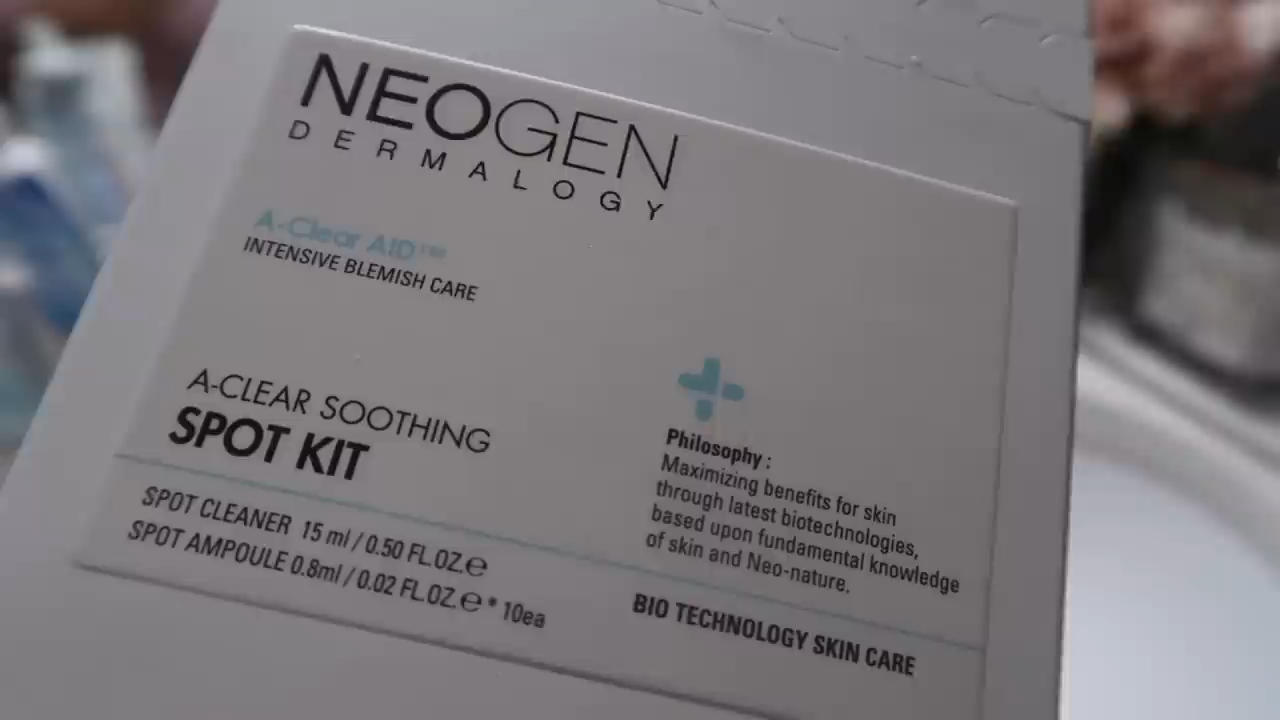 NEOGEN
DERMALOGY
A-Clear AID™
INTENSIVE BLEMISH CARE
A-CLEAR SOOTHING
SPOT KIT
SPOT CLEANER 15 ml / 0.50 FL.OZ.℮
SPOT AMPOULE 0.8ml / 0.02 FL.OZ.℮ * 10ea
Philosophy :
Maximizing benefits for skin
through latest biotechnologies,
based upon fundamental knowledge
of skin and Neo-nature.
BIO TECHNOLOGY SKIN CARE